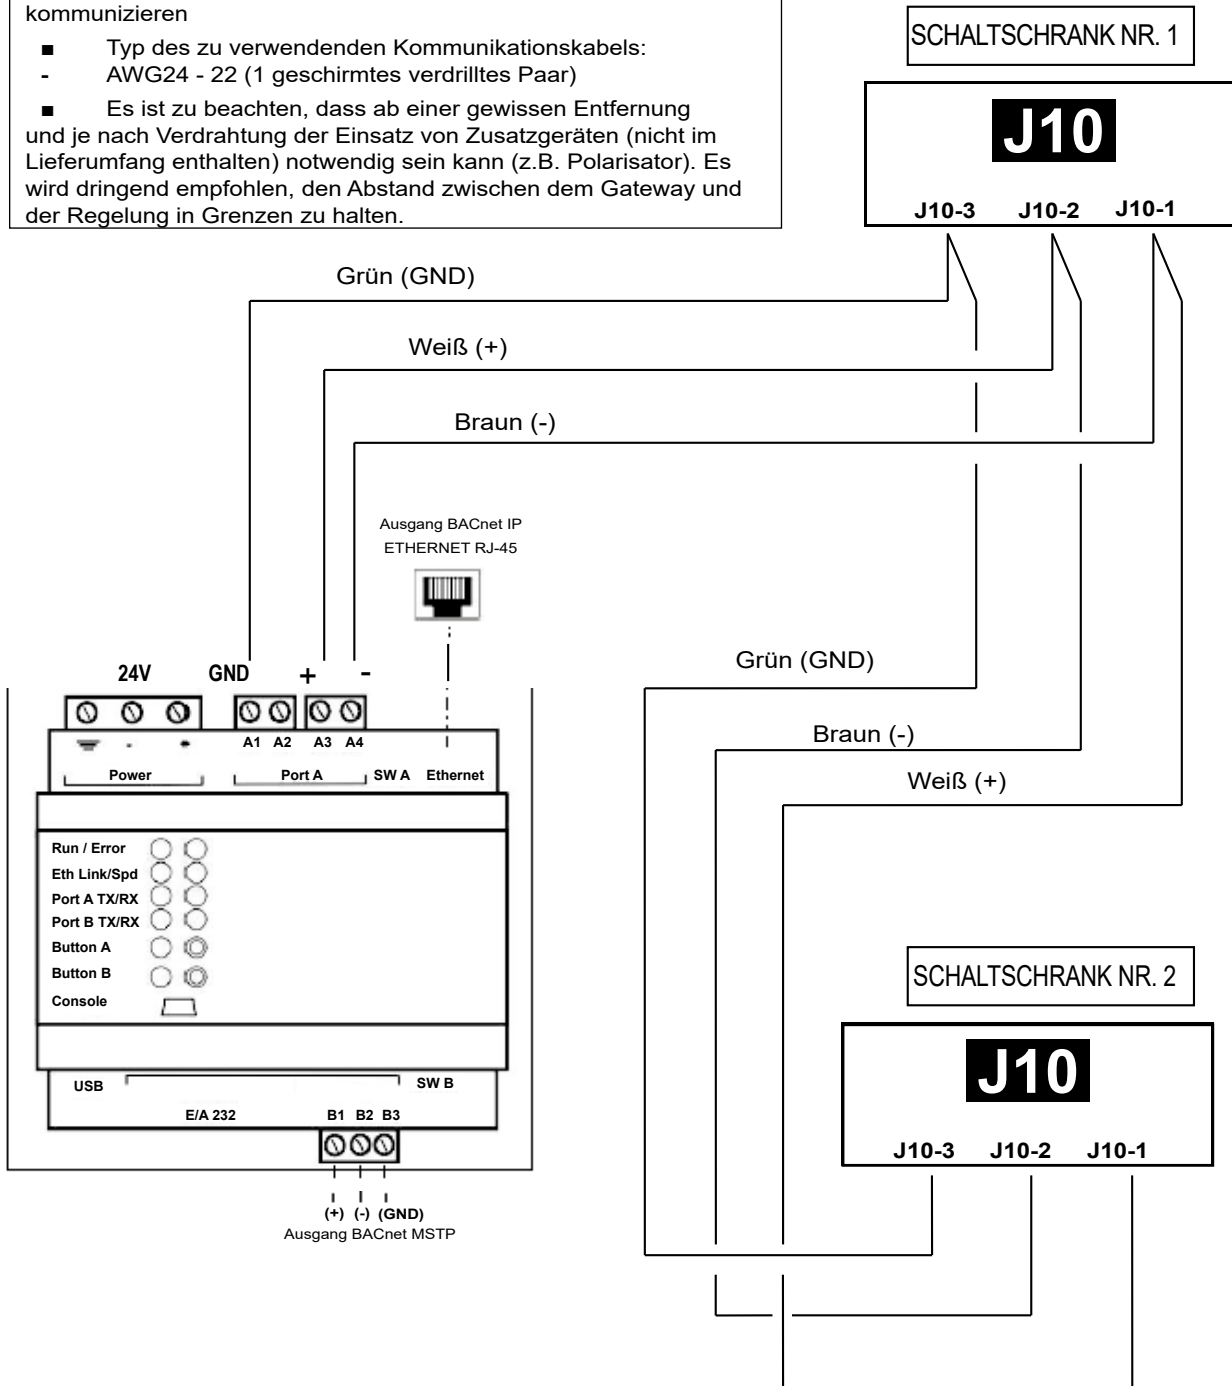 kommunizieren
■ Typ des zu verwendenden Kommunikationskabels:
- AWG24 - 22 (1 geschirmtes verdrilltes Paar)
■ Es ist zu beachten, dass ab einer gewissen Entfernung
und je nach Verdrahtung der Einsatz von Zusatzgeräten (nicht im
Lieferumfang enthalten) notwendig sein kann (z.B. Polarisator). Es
wird dringend empfohlen, den Abstand zwischen dem Gateway und
der Regelung in Grenzen zu halten.
SCHALTSCHRANK NR. 1
J10
J10-3 J10-2 J10-1
Grün (GND)
Weiß (+)
Braun (-)
Ausgang BACnet IP
ETHERNET RJ-45
24V GND + -
A1 A2 A3 A4
Power Port A SW A Ethernet
Run / Error
Eth Link/Spd
Port A TX/RX
Port B TX/RX
Button A
Button B
Console
USB SW B
E/A 232 B1 B2 B3
(+) (-) (GND)
Ausgang BACnet MSTP
Grün (GND)
Braun (-)
Weiß (+)
SCHALTSCHRANK NR. 2
J10
J10-3 J10-2 J10-1